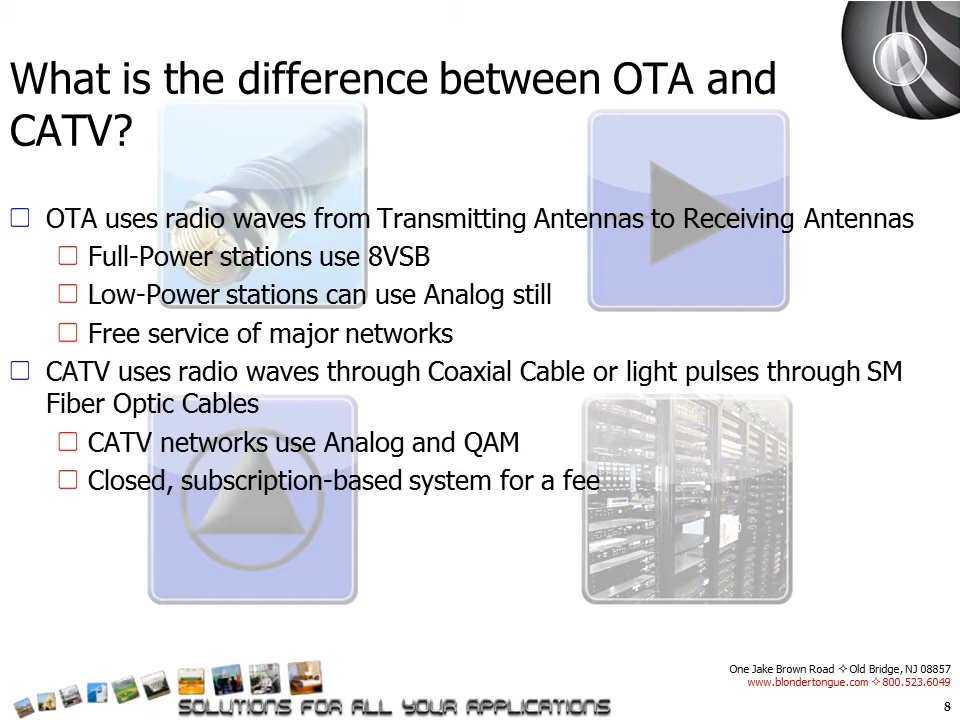 What is the difference between OTA and
CATV?
OTA uses radio waves from Transmitting Antennas to Receiving Antennas
Full-Power stations use 8VSB
Low-Power stations can use Analog still
Free service of major networks
CATV uses radio waves through Coaxial Cable or light pulses through SM
Fiber Optic Cables
CATV networks use Analog and QAM
Closed, subscription-based system for a fee
One Jake Brown Road ✧ Old Bridge, NJ 08857
www.blondertongue.com ✧ 800.523.6049
SOLUTIONS FOR ALL YOUR APPLICATIONS
8